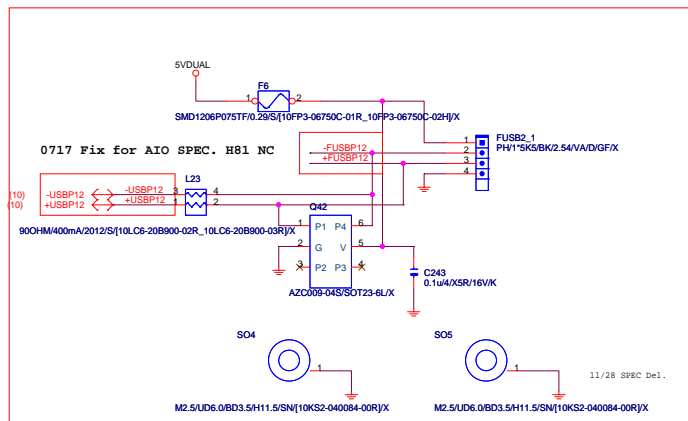 5VDUAL
F6
1 2
SMD1206P075TF/0.29/S/[10FP3-06750C-01R_10FP3-06750C-02H]/X
FUSB2_1
PH/1*5K5/BK/2.54/VA/D/GF/X
1
2
3
4
0717 Fix for AIO SPEC. H81 NC
-FUSBP12
+FUSBP12
L23
(10) -USBP12 -USBP12 3 4
(10) +USBP12 +USBP12 1 2
90OHM/400mA/2012/S/[10LC6-20B900-02R_10LC6-20B900-03R]/X
Q42
1 P1 P4 6
2 G V 5
3 P2 P3 4
AZC009-04S/SOT23-6L/X
C243
0.1u/4/X5R/16V/K
SO4
1
M2.5/UD6.0/BD3.5/H11.5/SN/[10KS2-040084-00R]/X
SO5
1
M2.5/UD6.0/BD3.5/H11.5/SN/[10KS2-040084-00R]/X
11/28 SPEC Del.